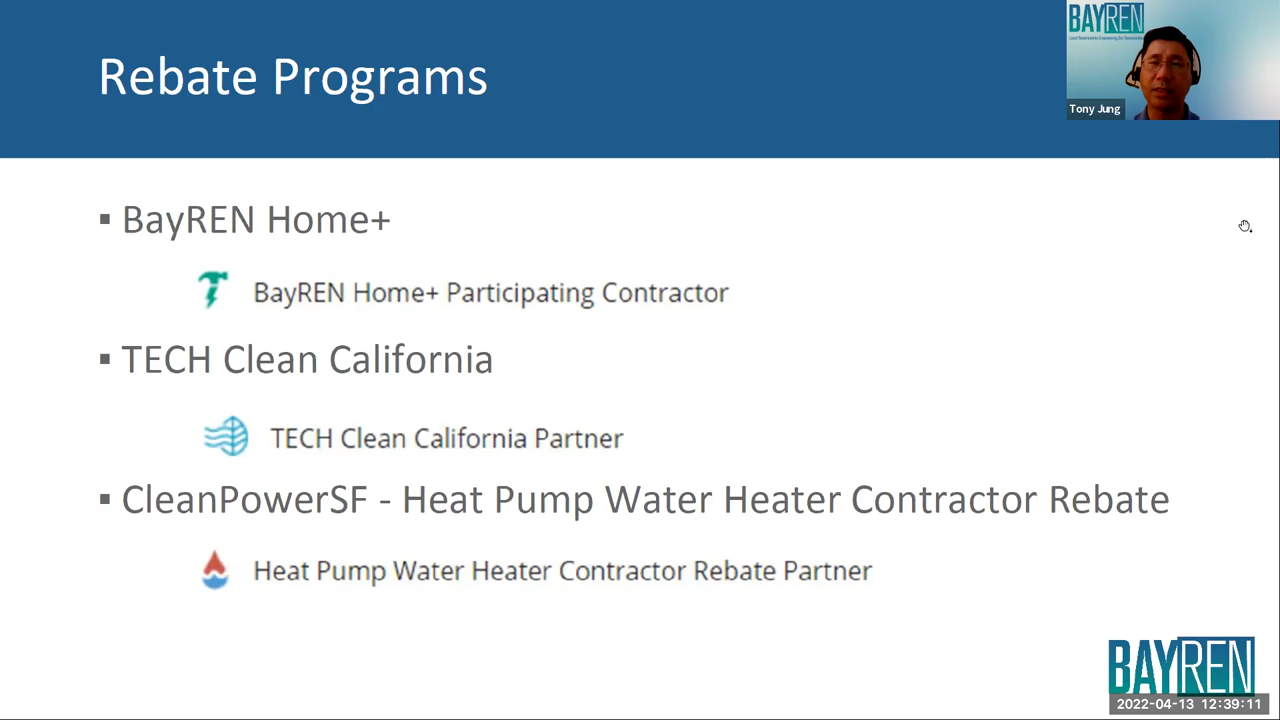 Rebate Programs
BAYREN
Tony Jung
▪ BayREN Home+
BayREN Home+ Participating Contractor
▪ TECH Clean California
TECH Clean California Partner
▪ CleanPowerSF - Heat Pump Water Heater Contractor Rebate
Heat Pump Water Heater Contractor Rebate Partner
BAYREN
2022-04-13 12:39:11